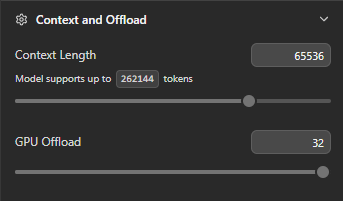 Context and Offload
Context Length 65536
Model supports up to 262144 tokens
GPU Offload 32